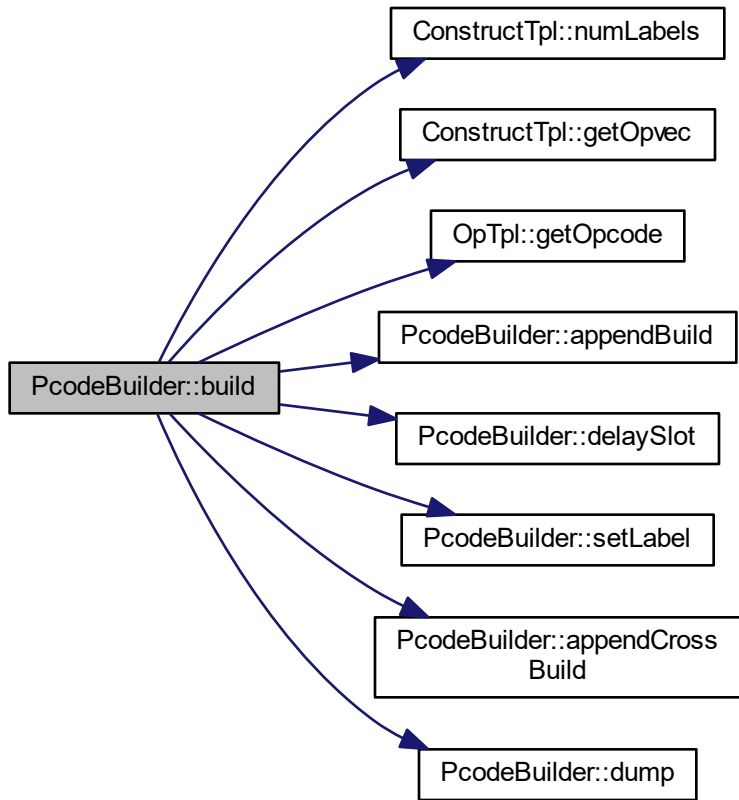 ConstructTpl::numLabels
ConstructTpl::getOpvec
OpTpl::getOpcode
PcodeBuilder::appendBuild
PcodeBuilder::build
PcodeBuilder::delaySlot
PcodeBuilder::setLabel
PcodeBuilder::appendCross
Build
PcodeBuilder::dump